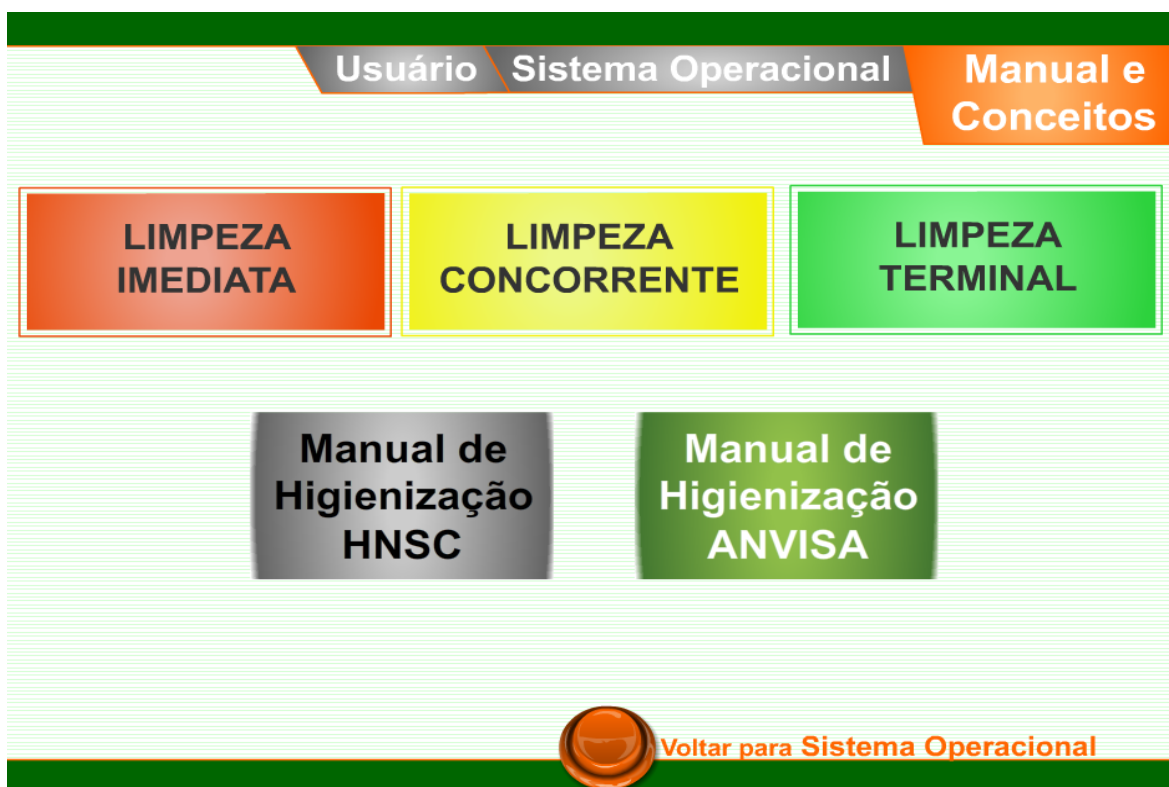 Usuário
Sistema Operacional
Manual e
Conceitos
LIMPEZA
IMEDIATA
LIMPEZA
CONCORRENTE
LIMPEZA
TERMINAL
Manual de
Higienização
HNSC
Manual de
Higienização
ANVISA
Voltar para Sistema Operacional